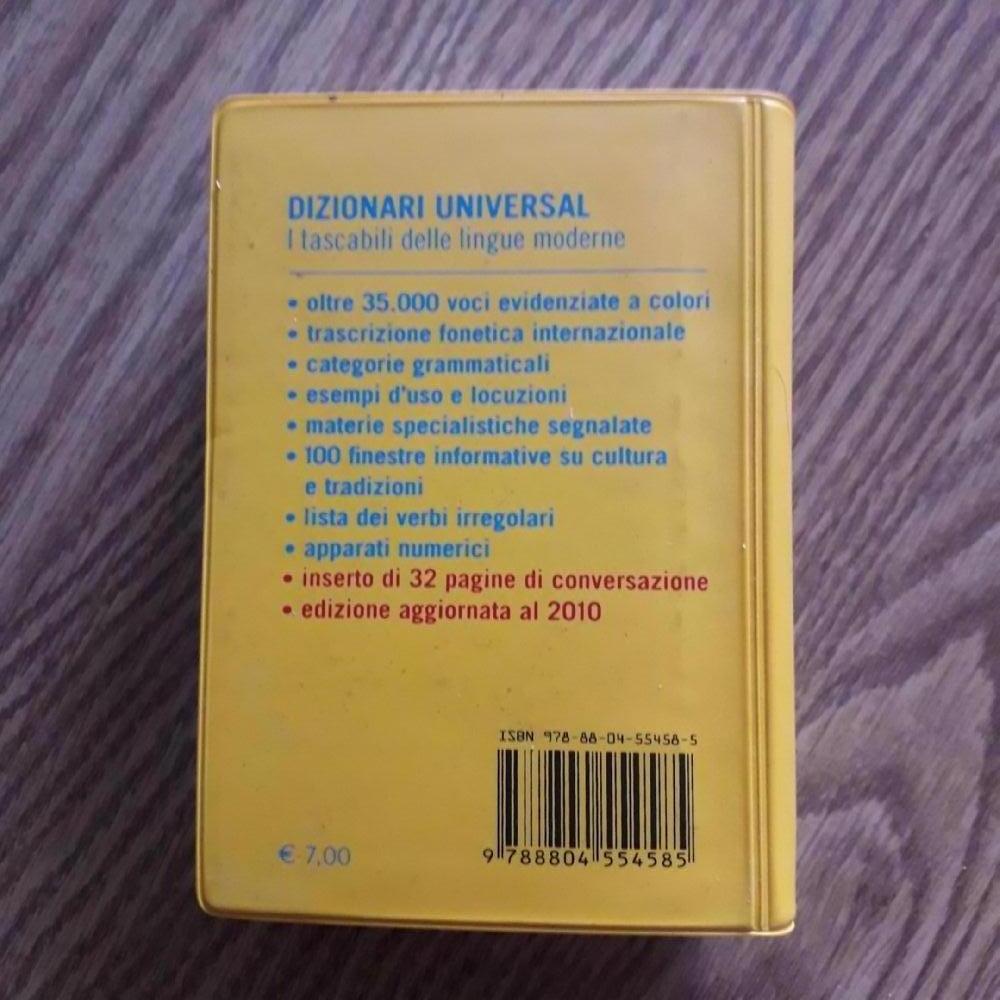 DIZIONARI UNIVERSAL
I tascabili delle lingue moderne
• oltre 35.000 voci evidenziate a colori
• trascrizione fonetica internazionale
• categorie grammaticali
• esempi d'uso e locuzioni
• materie specialistiche segnalate
• 100 finestre informative su cultura
e tradizioni
• lista dei verbi irregolari
• apparati numerici
• inserto di 32 pagine di conversazione
• edizione aggiornata al 2010
ISBN 978-88-04-55458-5
9 788804 554585
€ 7,00